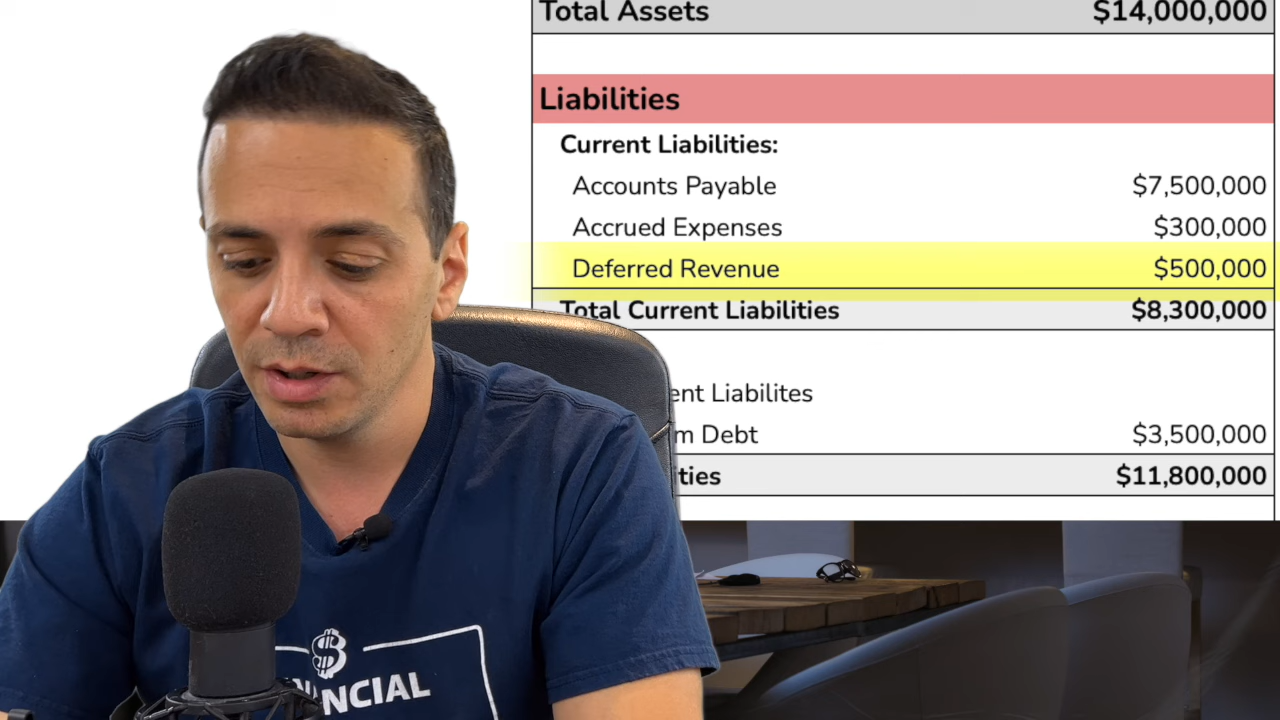 Total Assets $14,000,000
Liabilities
Current Liabilities:
Accounts Payable $7,500,000
Accrued Expenses $300,000
Deferred Revenue $500,000
Total Current Liabilities $8,300,000
ent Liabilites
m Debt $3,500,000
ities $11,800,000
$
NANCIAL